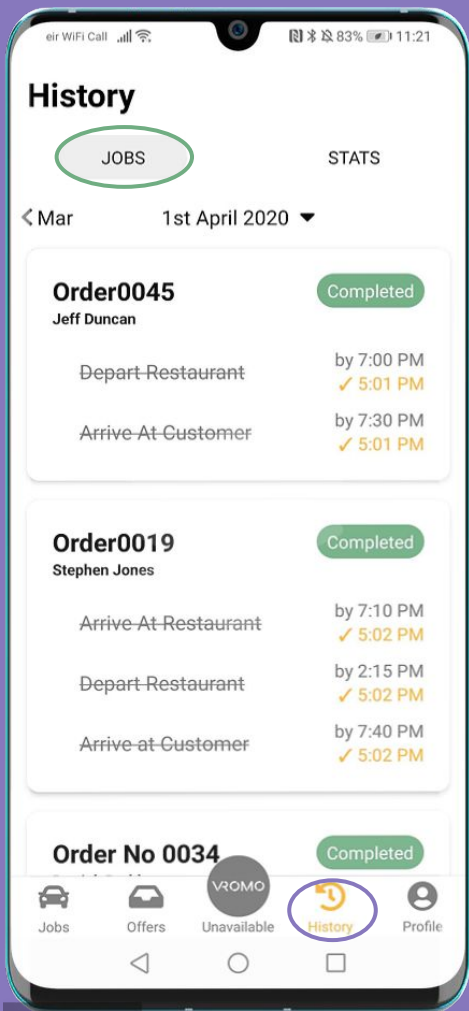 eir WiFi Call 83% 11:21
History
JOBS STATS
Mar 1st April 2020
Order0045 Completed
Jeff Duncan
Depart Restaurant by 7:00 PM
✓ 5:01 PM
Arrive At Customer by 7:30 PM
✓ 5:01 PM
Order0019 Completed
Stephen Jones
Arrive At Restaurant by 7:10 PM
✓ 5:02 PM
Depart Restaurant by 2:15 PM
✓ 5:02 PM
Arrive at Customer by 7:40 PM
✓ 5:02 PM
Order No 0034 Completed
VROMO
Jobs Offers Unavailable History Profile